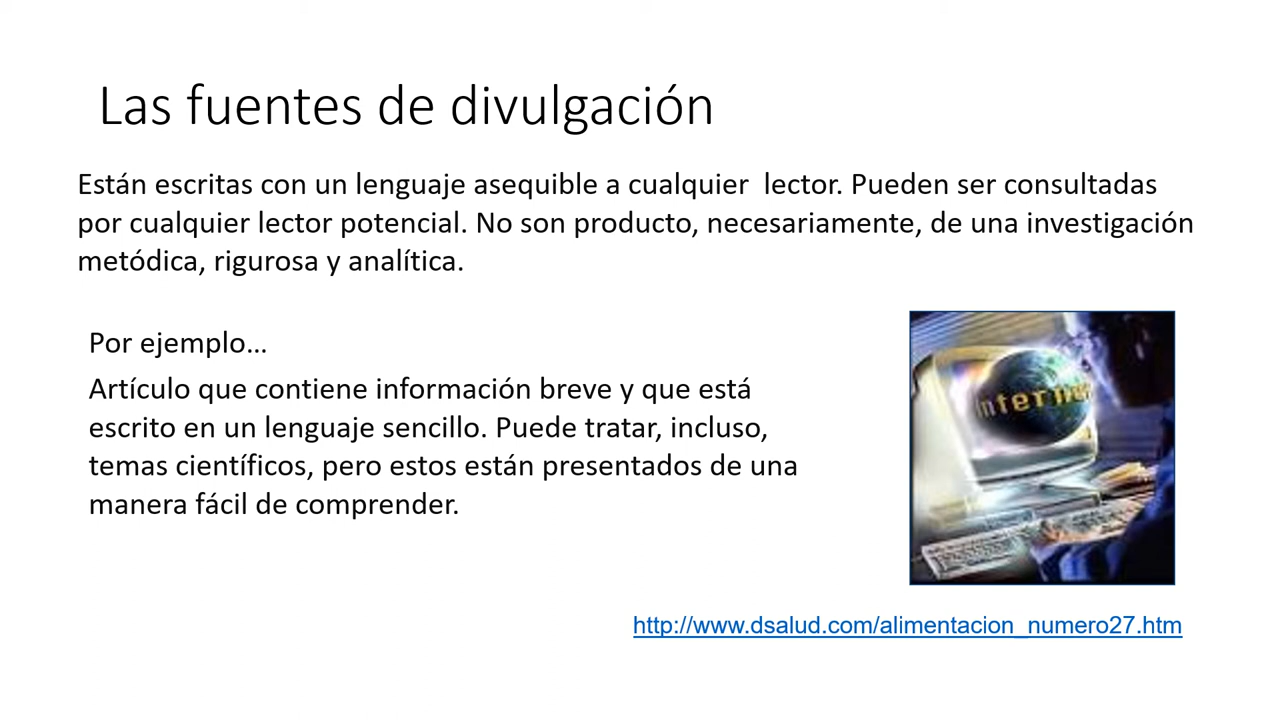 Las fuentes de divulgación
Están escritas con un lenguaje asequible a cualquier  lector. Pueden ser consultadas
por cualquier lector potencial. No son producto, necesariamente, de una investigación
metódica, rigurosa y analítica.
Por ejemplo...
Artículo que contiene información breve y que está
escrito en un lenguaje sencillo. Puede tratar, incluso,
temas científicos, pero estos están presentados de una
manera fácil de comprender.
Internet
http://www.dsalud.com/alimentacion_numero27.htm